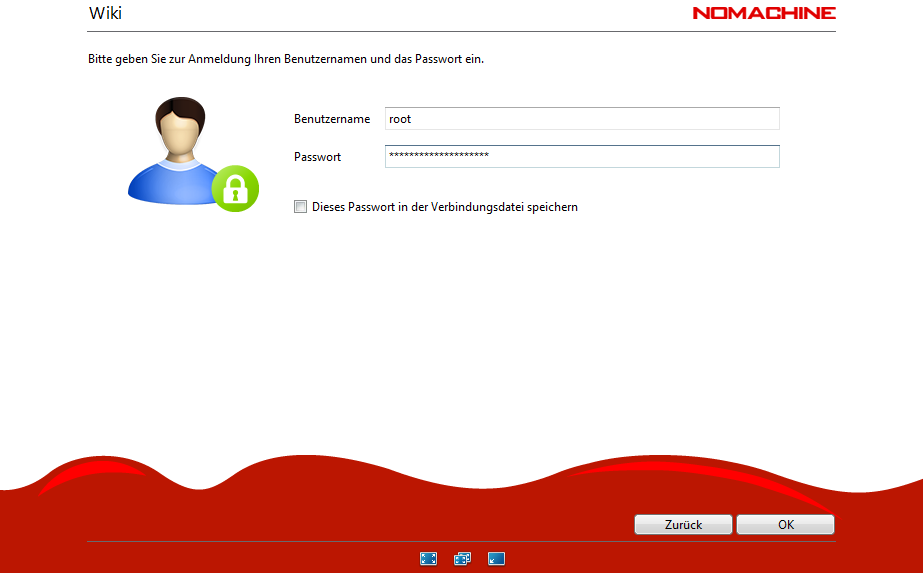 Wiki
NOMACHINE
Bitte geben Sie zur Anmeldung Ihren Benutzernamen und das Passwort ein.
Benutzername root
Passwort ********************
Dieses Passwort in der Verbindungsdatei speichern
Zurück OK